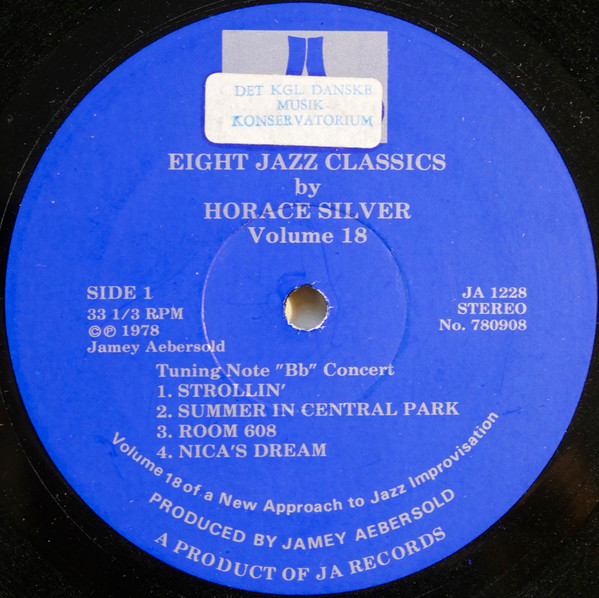 DET KGL. DANSKE
MUSIK-
KONSERVATORIUM
EIGHT JAZZ CLASSICS
by
HORACE SILVER
Volume 18
SIDE 1
33 1/3 RPM
©℗ 1978
Jamey Aebersold
JA 1228
STEREO
No. 780908
Tuning Note "Bb" Concert
1. STROLLIN'
2. SUMMER IN CENTRAL PARK
3. ROOM 608
4. NICA'S DREAM
Volume 18 of a New Approach to Jazz Improvisation
PRODUCED BY JAMEY AEBERSOLD
A PRODUCT OF JA RECORDS